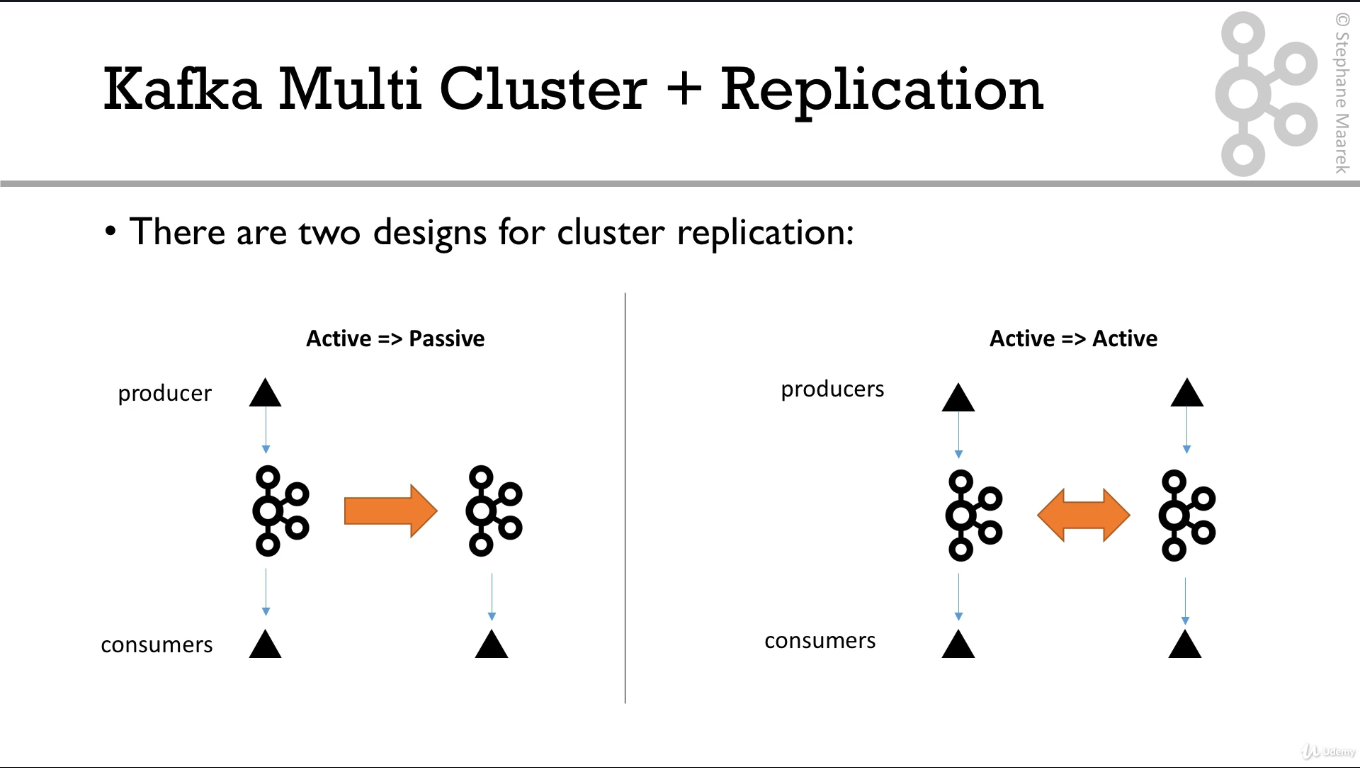 Kafka Multi Cluster + Replication
© Stephane Maarek
• There are two designs for cluster replication:
Active => Passive
producer
consumers
Active => Active
producers
consumers
Udemy